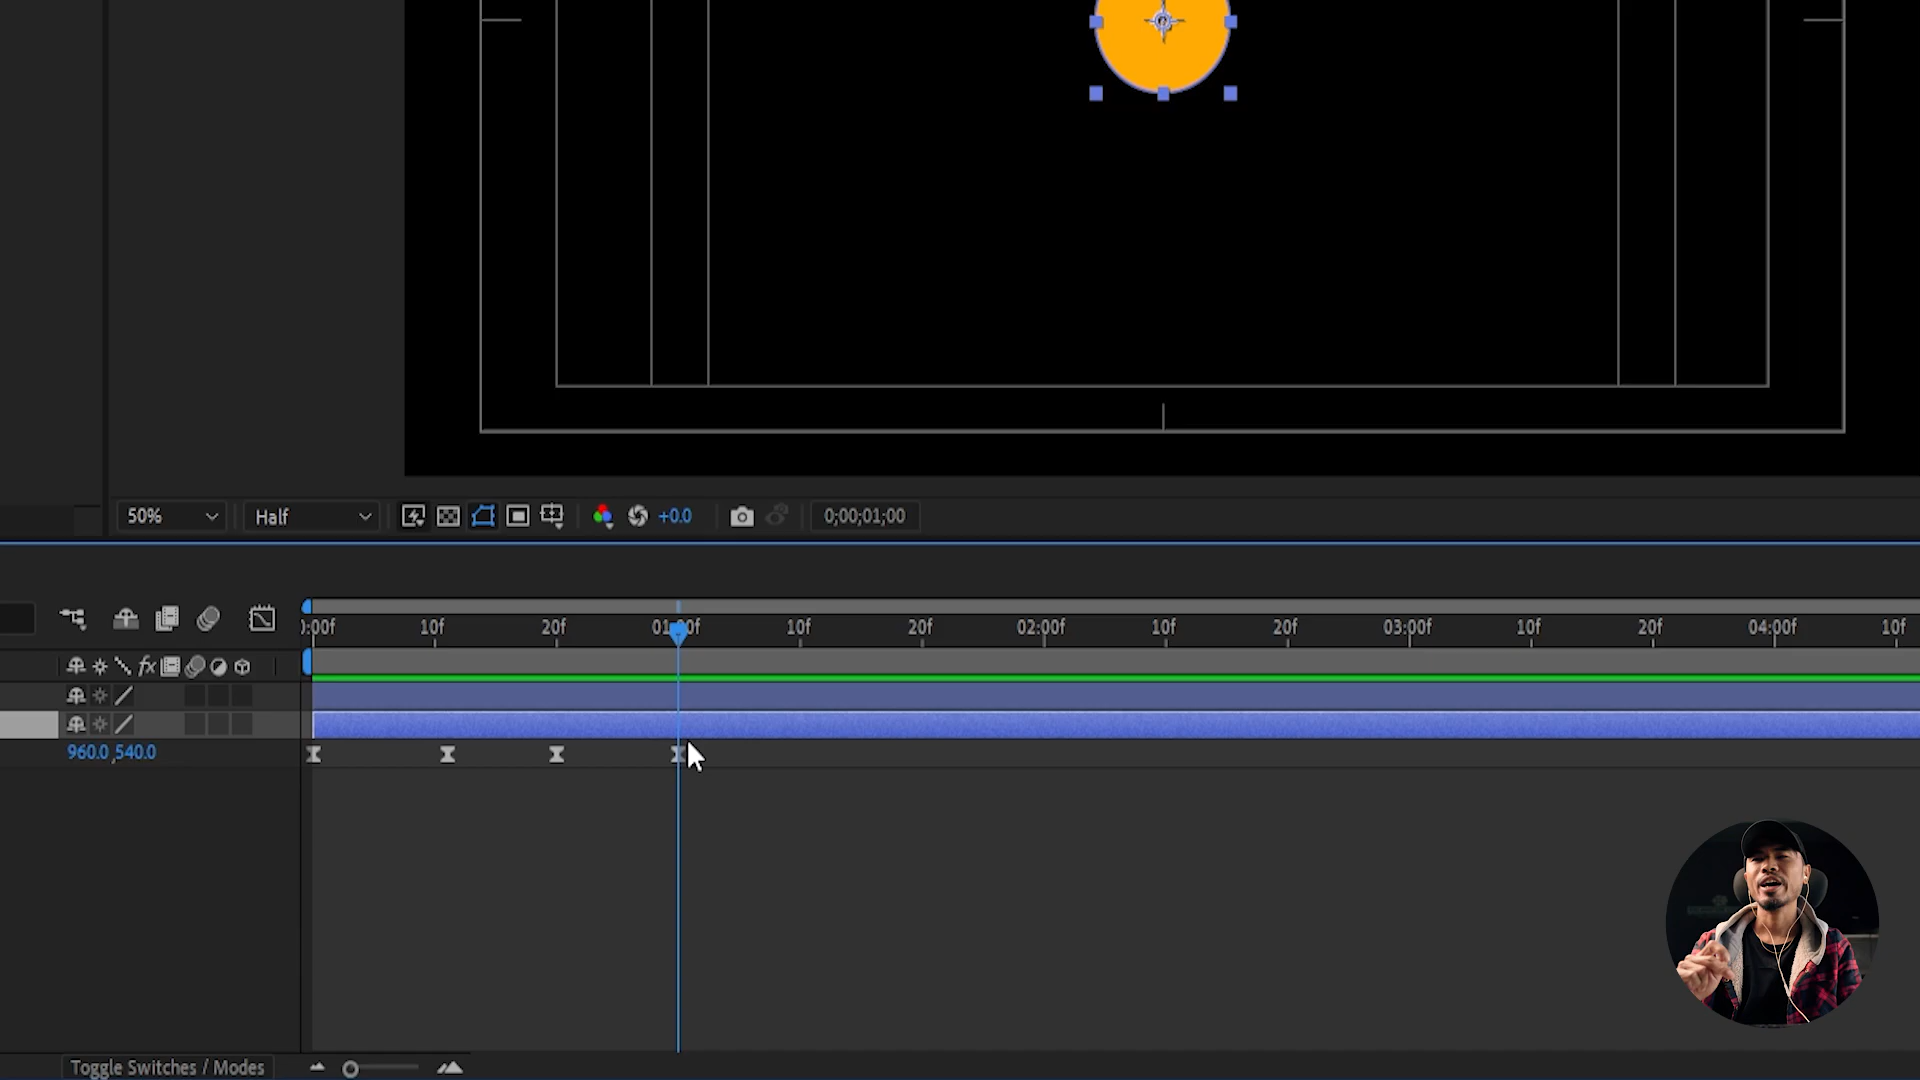 50%
Half
+0.0
0;00;01;00
):00f 10f 20f 01:00f 10f 20f 02:00f 10f 20f 03:00f 10f 20f 04:00f 10f
fx
960.0,540.0
Toggle Switches / Modes